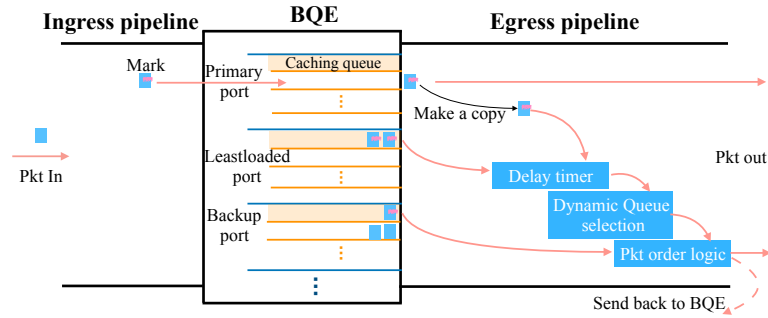 Ingress pipeline
BQE
Egress pipeline
Mark
Primary
port
Caching queue
Make a copy
Pkt In
Leastloaded
port
Delay timer
Pkt out
Dynamic Queue
selection
Backup
port
Pkt order logic
Send back to BQE